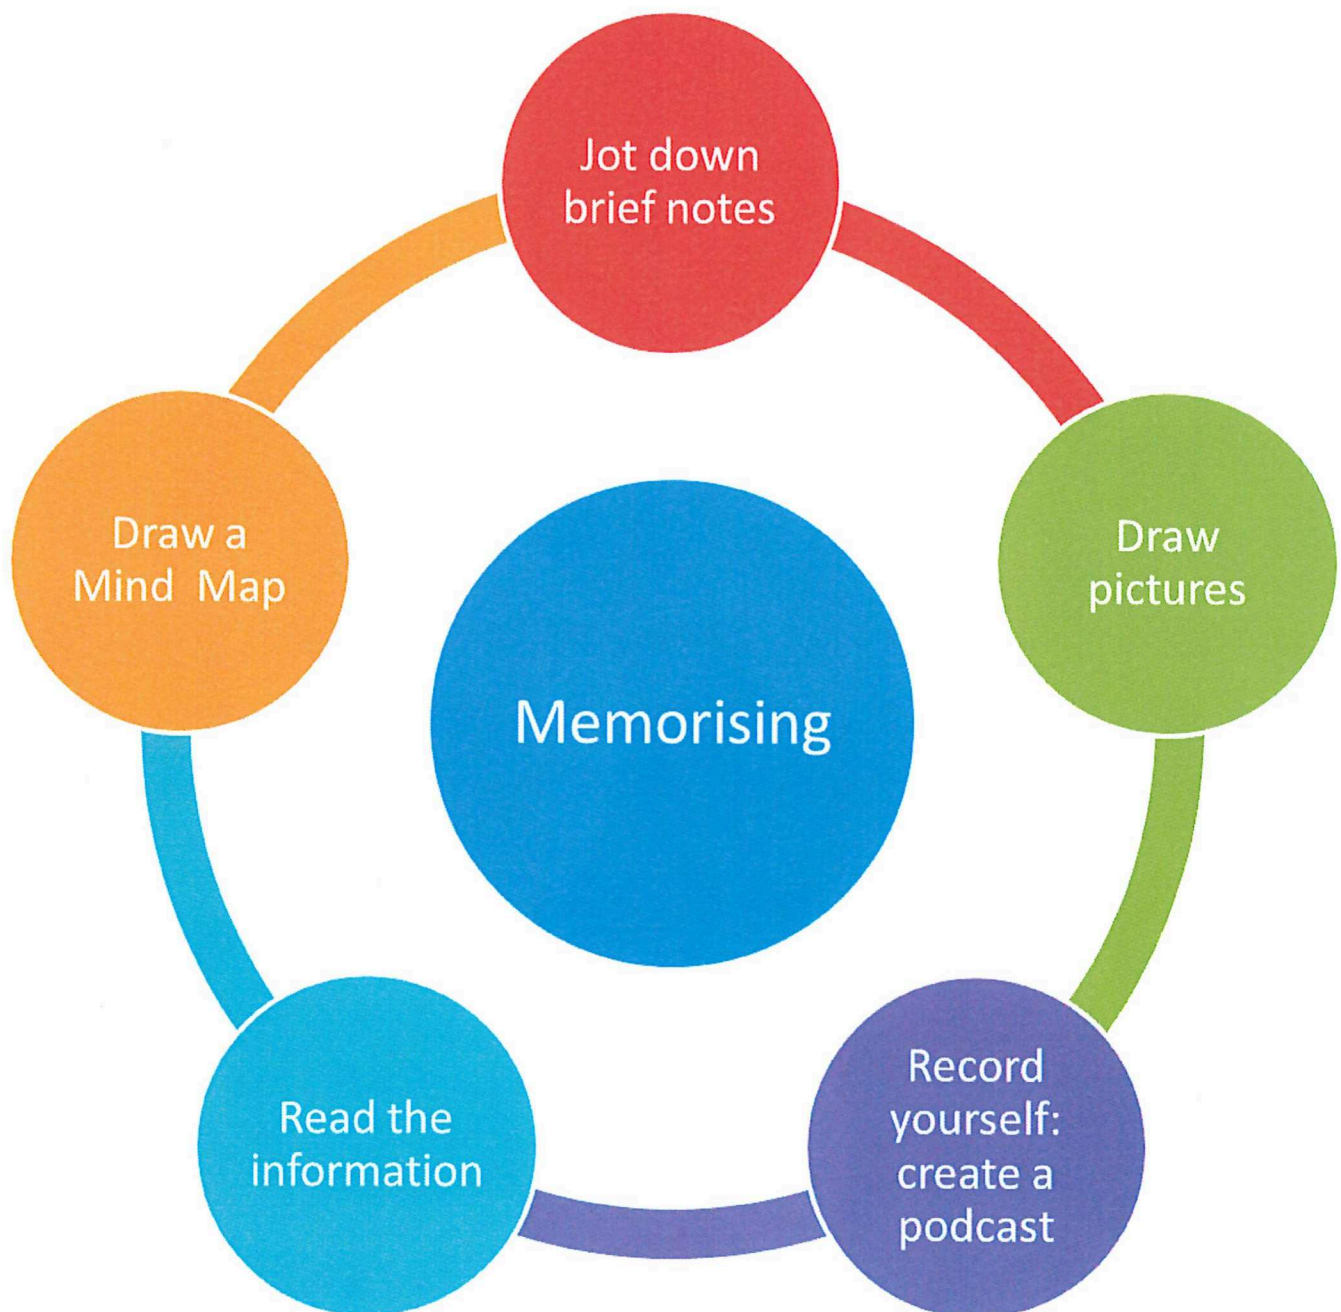 Jot down
brief notes
Draw
pictures
Record
yourself:
create a
podcast
Read the
information
Draw a
Mind Map
Memorising